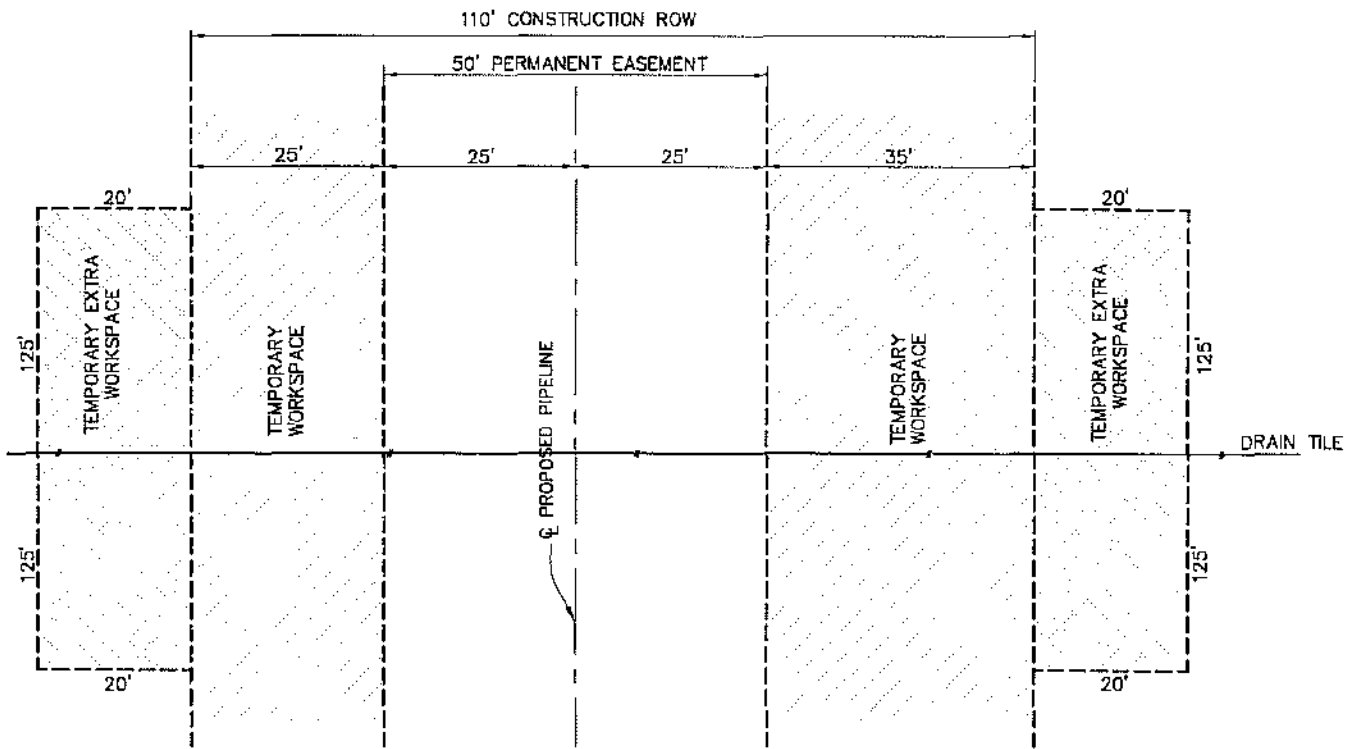 110' CONSTRUCTION ROW
50' PERMANENT EASEMENT
25'
25'
25'
35'
20'
20'
TEMPORARY EXTRA
WORKSPACE
TEMPORARY
WORKSPACE
TEMPORARY
WORKSPACE
TEMPORARY EXTRA
WORKSPACE
125'
125'
℄ PROPOSED PIPELINE
DRAIN TILE
125'
125'
20'
20'